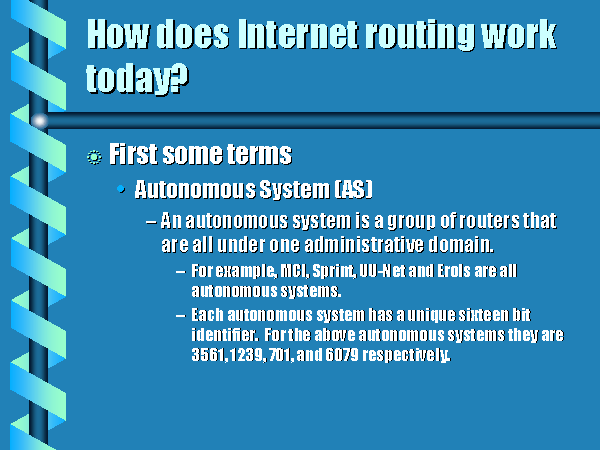 How does Internet routing work
today?
First some terms
• Autonomous System (AS)
– An autonomous system is a group of routers that
are all under one administrative domain.
– For example, MCI, Sprint, UU-Net and Erols are all
autonomous systems.
– Each autonomous system has a unique sixteen bit
identifier.  For the above autonomous systems they are
3561, 1239, 701, and 6079 respectively.